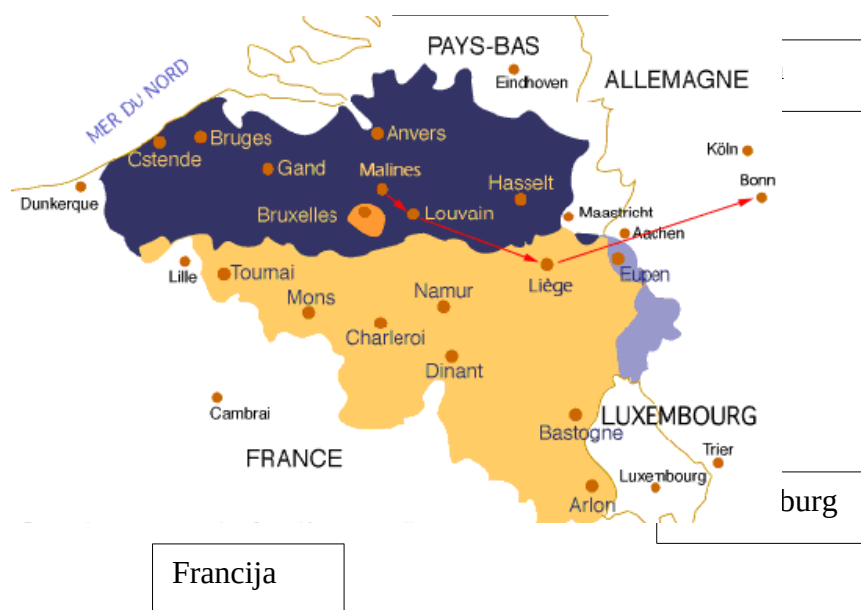 PAYS-BAS
Eindhoven
ALLEMAGNE
MER DU NORD
Bruges
Anvers
Cstende
Köln
Gand
Malines
Bonn
Hasselt
Dunkerque
Bruxelles
Louvain
Maastricht
Aachen
Lille
Tournai
Eupen
Liège
Mons
Namur
Charleroi
Dinant
Cambrai
LUXEMBOURG
Bastogne
FRANCE
Trier
Luxembourg
Arlon
burg
Francija